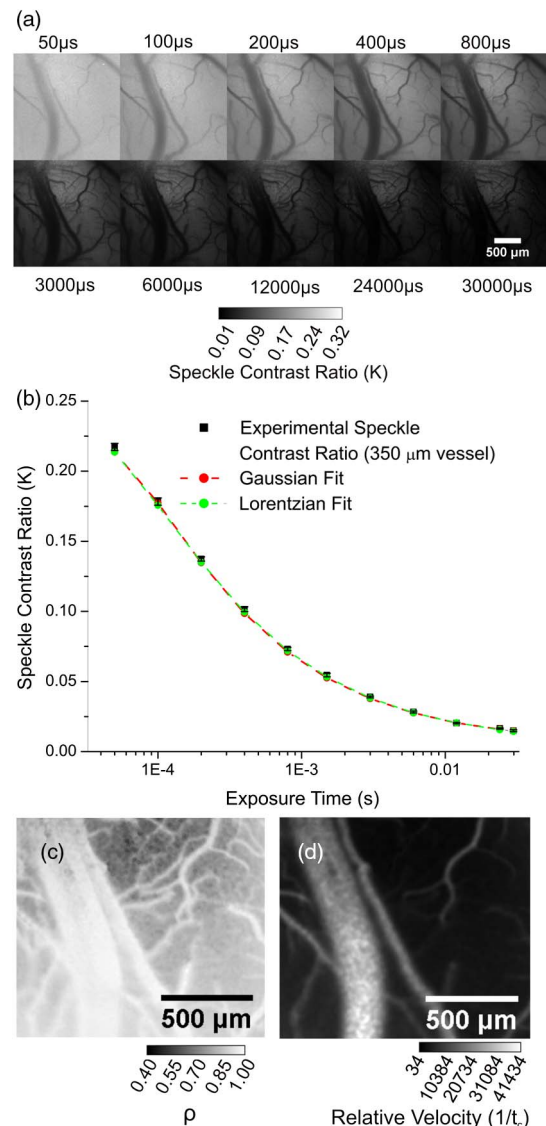 (a)
50µs 100µs 200µs 400µs 800µs
500 µm
3000µs 6000µs 12000µs 24000µs 30000µs
0.01 0.09 0.17 0.24 0.32
Speckle Contrast Ratio (K)
(b)
0.25
0.20
0.15
0.10
0.05
0.00
Speckle Contrast Ratio (K)
Experimental Speckle
Contrast Ratio (350 µm vessel)
Gaussian Fit
Lorentzian Fit
1E-4 1E-3 0.01
Exposure Time (s)
(c)
500 µm
0.40 0.55 0.70 0.85 1.00
ρ
(d)
500 µm
34 10384 20734 31084 41434
Relative Velocity (1/tc)